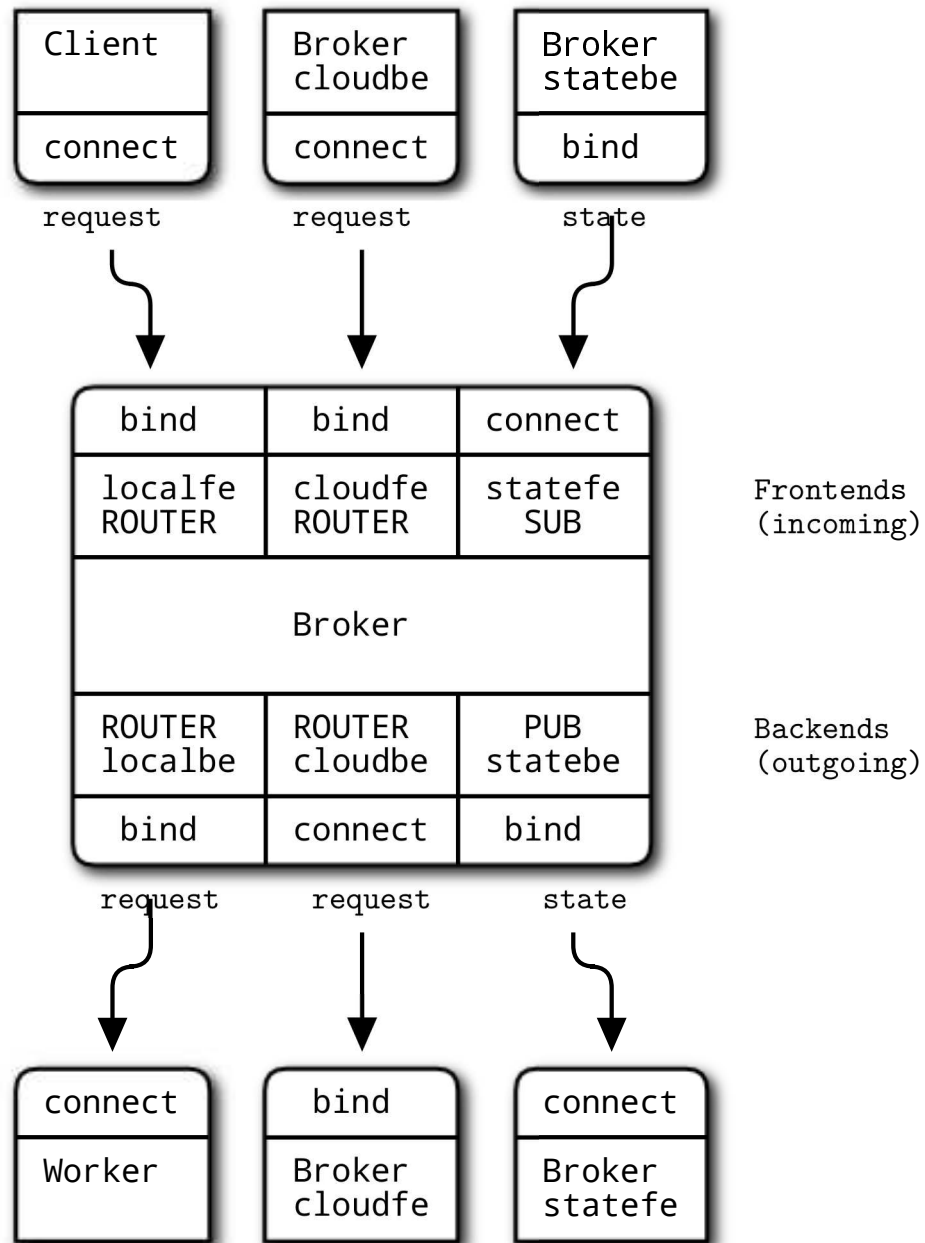 Client
connect
Broker
cloudbe
connect
Broker
statebe
bind
request
request
state
bind
bind
connect
localfe
ROUTER
cloudfe
ROUTER
statefe
SUB
Frontends
(incoming)
Broker
ROUTER
localbe
ROUTER
cloudbe
PUB
statebe
Backends
(outgoing)
bind
connect
bind
request
request
state
connect
Worker
bind
Broker
cloudfe
connect
Broker
statefe